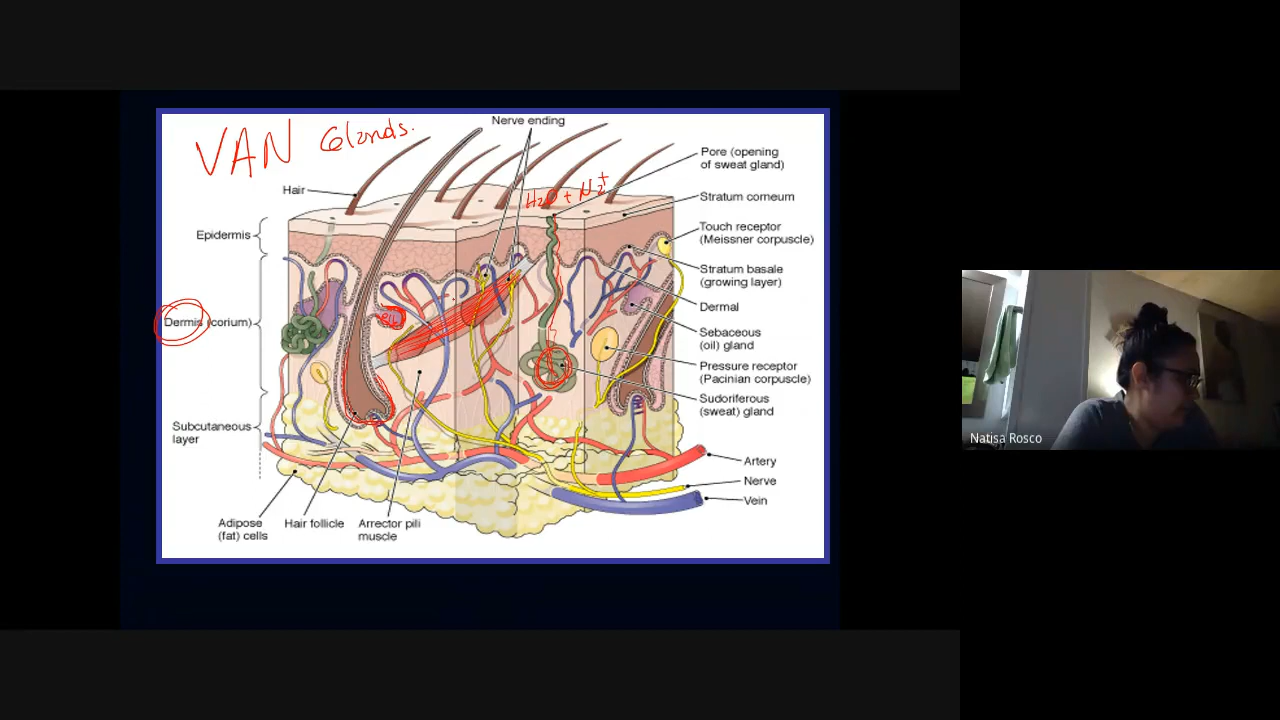 VAN Glands.
Nerve ending
Hair
Epidermis
Dermis (corium)
Subcutaneous
layer
Adipose
(fat) cells
Hair follicle
Arrector pili
muscle
H2O + N2+
Pore (opening
of sweat gland)
Stratum corneum
Touch receptor
(Meissner corpuscle)
Stratum basale
(growing layer)
Dermal
Sebaceous
(oil) gland
Pressure receptor
(Pacinian corpuscle)
Sudoriferous
(sweat) gland
Artery
Nerve
Vein
Natisa Rosco